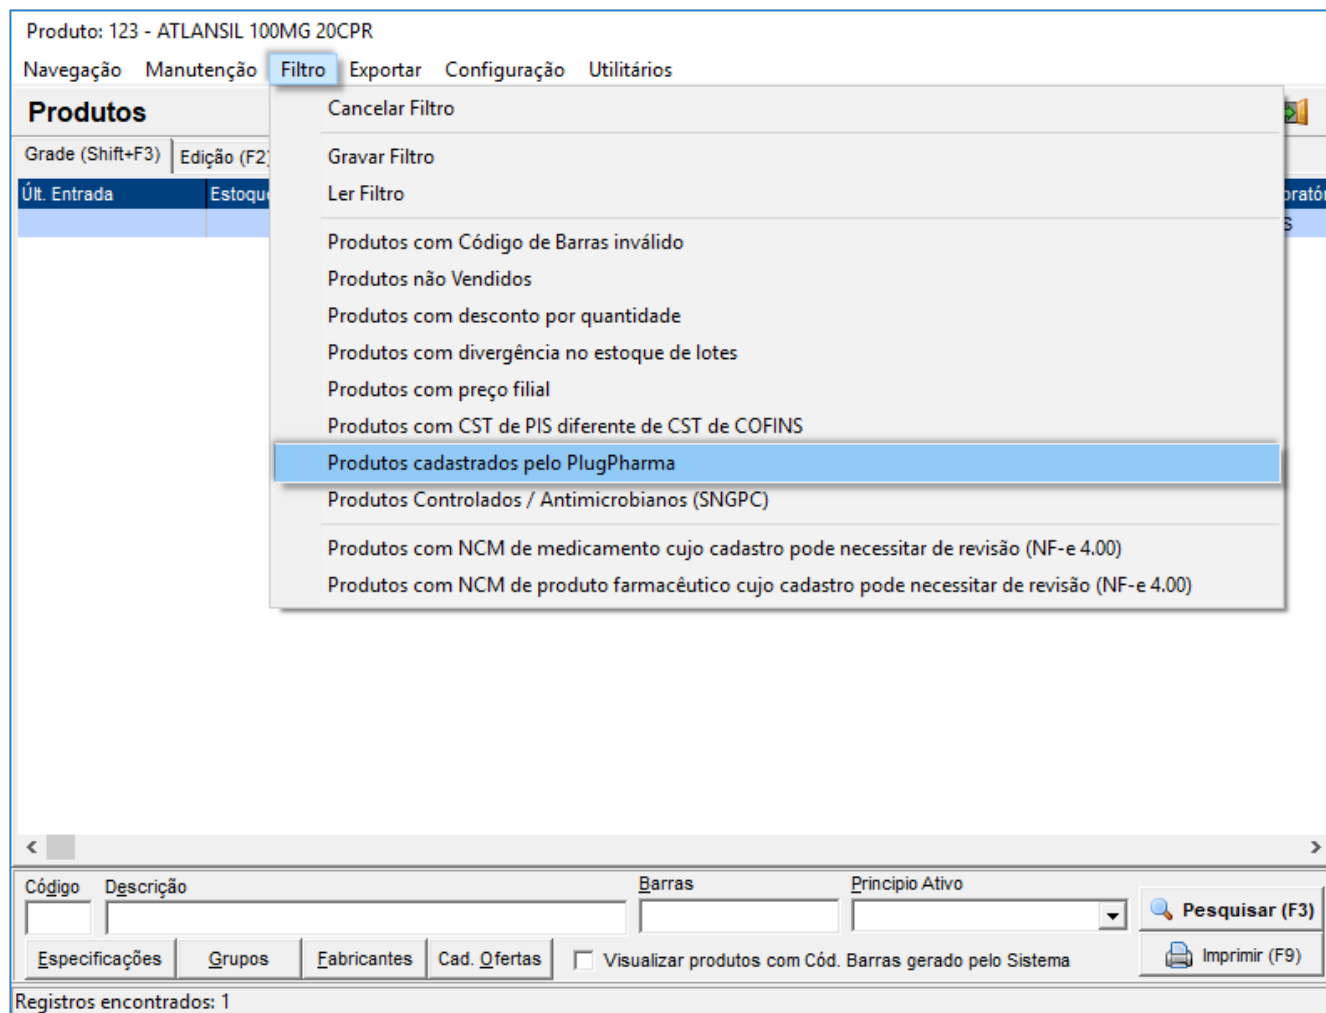 Produto: 123 - ATLANSIL 100MG 20CPR
Navegação Manutenção Filtro Exportar Configuração Utilitários
Produtos
Cancelar Filtro
Grade (Shift+F3) Edição (F2)
Gravar Filtro
Últ. Entrada Estoque
Ler Filtro
Produtos com Código de Barras inválido
Produtos não Vendidos
Produtos com desconto por quantidade
Produtos com divergência no estoque de lotes
Produtos com preço filial
Produtos com CST de PIS diferente de CST de COFINS
Produtos cadastrados pelo PlugPharma
Produtos Controlados / Antimicrobianos (SNGPC)
Produtos com NCM de medicamento cujo cadastro pode necessitar de revisão (NF-e 4.00)
Produtos com NCM de produto farmacêutico cujo cadastro pode necessitar de revisão (NF-e 4.00)
Código Descrição Barras Principio Ativo
Pesquisar (F3)
Especificações Grupos Fabricantes Cad. Ofertas Visualizar produtos com Cód. Barras gerado pelo Sistema Imprimir (F9)
Registros encontrados: 1